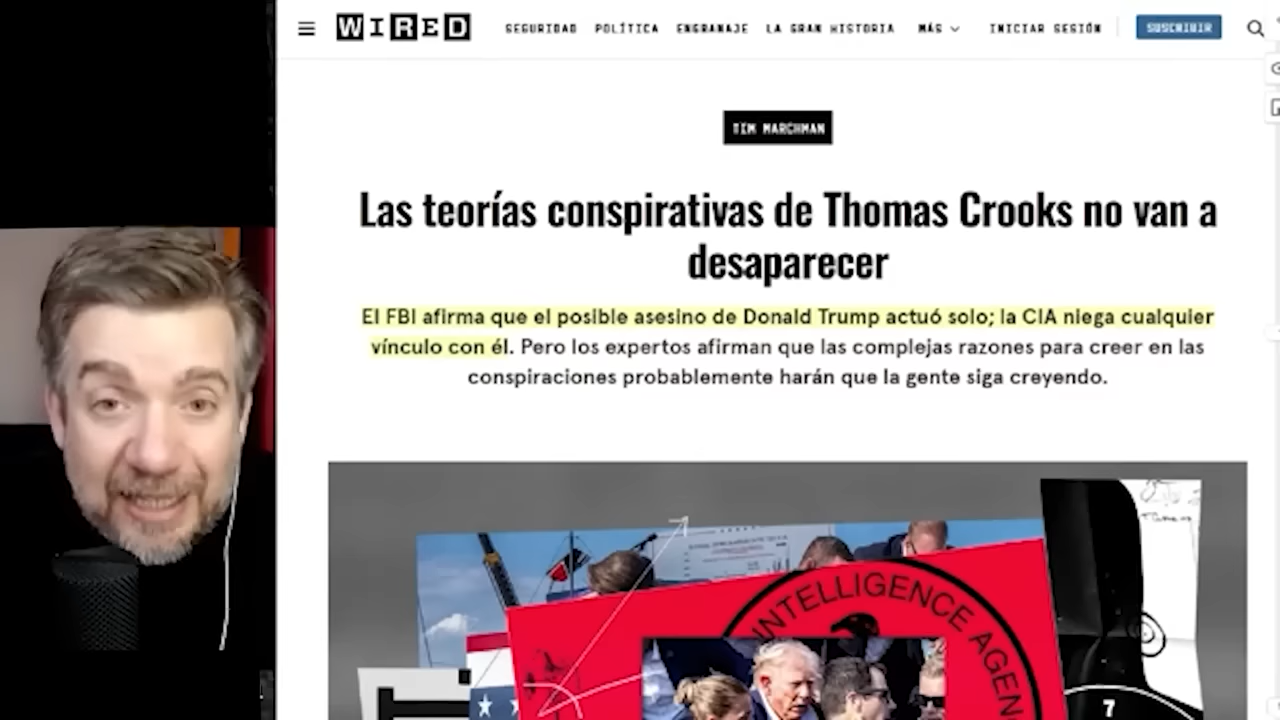 WIRED SEGURIDAD POLÍTICA ENGRANAJE LA GRAN HISTORIA MÁS INICIAR SESIÓN SUSCRIBIR
TIM MARCHMAN
Las teorías conspirativas de Thomas Crooks no van a
desaparecer
El FBI afirma que el posible asesino de Donald Trump actuó solo; la CIA niega cualquier
vínculo con él. Pero los expertos afirman que las complejas razones para creer en las
conspiraciones probablemente harán que la gente siga creyendo.
INTELLIGENCE AGEN
7